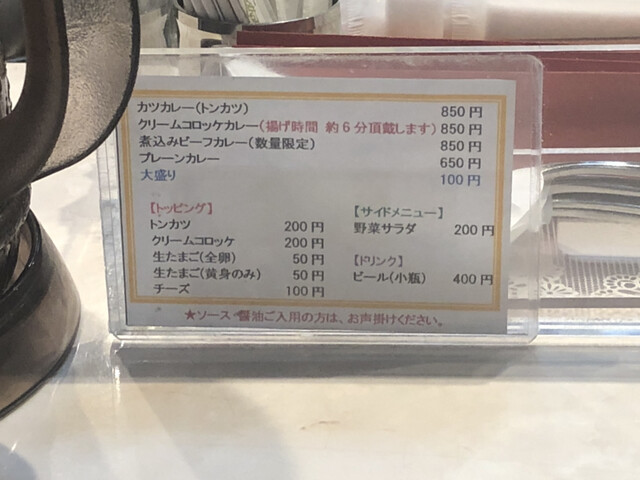 カツカレー(トンカツ) 850円
クリームコロッケカレー(揚げ時間 約6分頂戴します) 850円
煮込みビーフカレー(数量限定) 850円
プレーンカレー 650円
大盛り 100円
【トッピング】
トンカツ 200円
クリームコロッケ 200円
生たまご(全卵) 50円
生たまご(黄身のみ) 50円
チーズ 100円
【サイドメニュー】
野菜サラダ 200円
【ドリンク】
ビール(小瓶) 400円
★ソース・醤油ご入用の方は、お声掛けください。